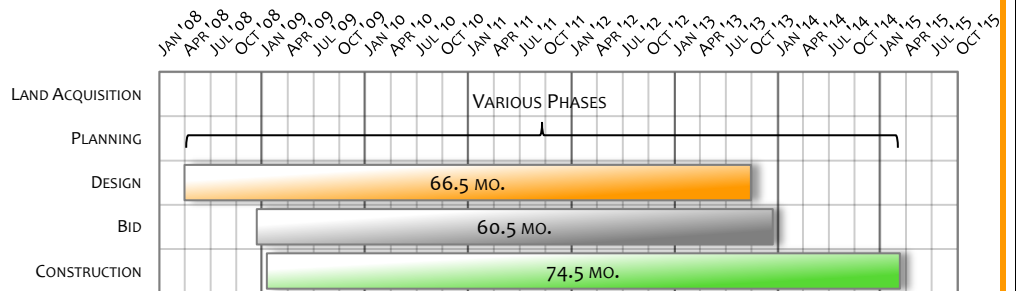 JAN '08 APR '08 JUL '08 OCT '08 JAN '09 APR '09 JUL '09 OCT '09 JAN '10 APR '10 JUL '10 OCT '10 JAN '11 APR '11 JUL '11 OCT '11 JAN '12 APR '12 JUL '12 OCT '12 JAN '13 APR '13 JUL '13 OCT '13 JAN '14 APR '14 JUL '14 OCT '14 JAN '15 APR '15 JUL '15 OCT '15
LAND ACQUISITION
VARIOUS PHASES
PLANNING
DESIGN 66.5 MO.
BID 60.5 MO.
CONSTRUCTION 74.5 MO.